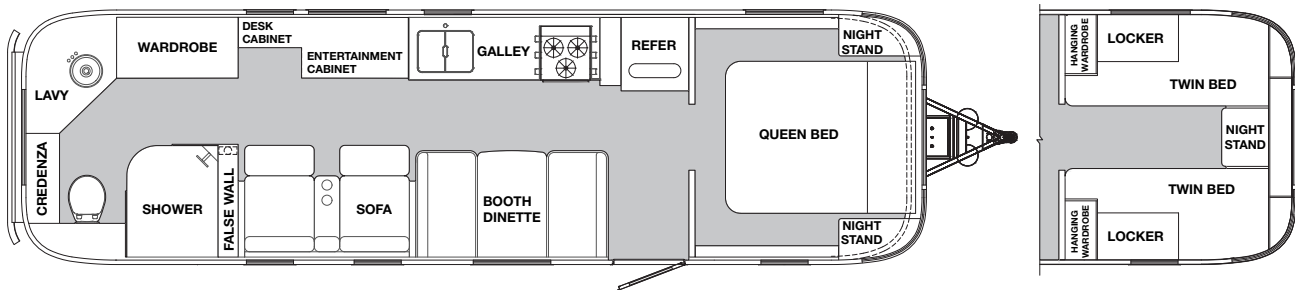 DESK
CABINET
WARDROBE
ENTERTAINMENT
CABINET
GALLEY
REFER
NIGHT
STAND
LAVY
QUEEN BED
CREDENZA
SHOWER
FALSE WALL
SOFA
BOOTH
DINETTE
NIGHT
STAND
HANGING
WARDROBE
LOCKER
TWIN BED
NIGHT
STAND
TWIN BED
HANGING
WARDROBE
LOCKER